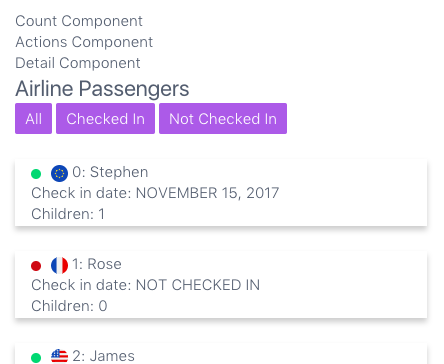 Count Component
Actions Component
Detail Component
Airline Passengers
All Checked In Not Checked In
0: Stephen
Check in date: NOVEMBER 15, 2017
Children: 1
1: Rose
Check in date: NOT CHECKED IN
Children: 0
2: James